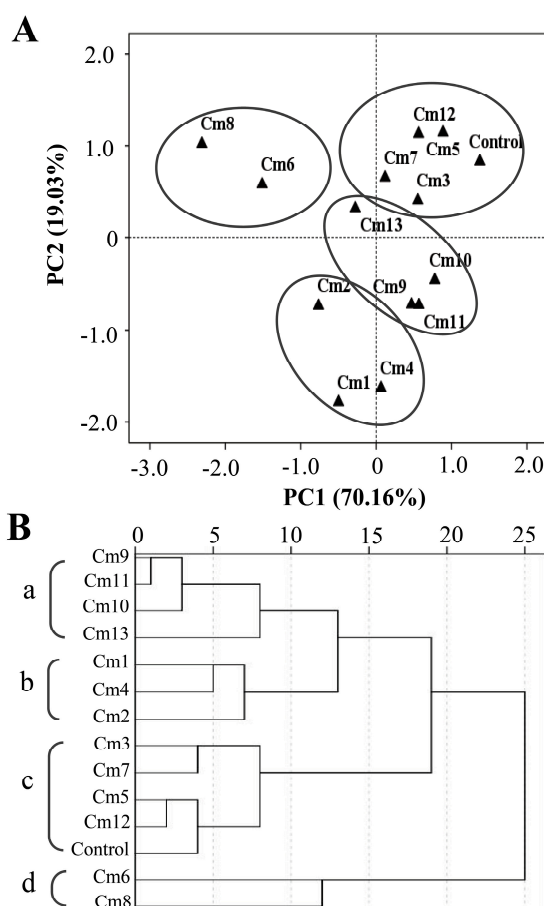 A
2.0
1.0
0
-1.0
-2.0
PC2 (19.03%)
Cm8
Cm6
Cm12
Cm5
Control
Cm7
Cm3
Cm13
Cm10
Cm9
Cm11
Cm2
Cm1
Cm4
-3.0 -2.0 -1.0 0 1.0 2.0
PC1 (70.16%)
B
0 5 10 15 20 25
a
Cm9
Cm11
Cm10
Cm13
b
Cm1
Cm4
Cm2
c
Cm3
Cm7
Cm5
Cm12
Control
d
Cm6
Cm8